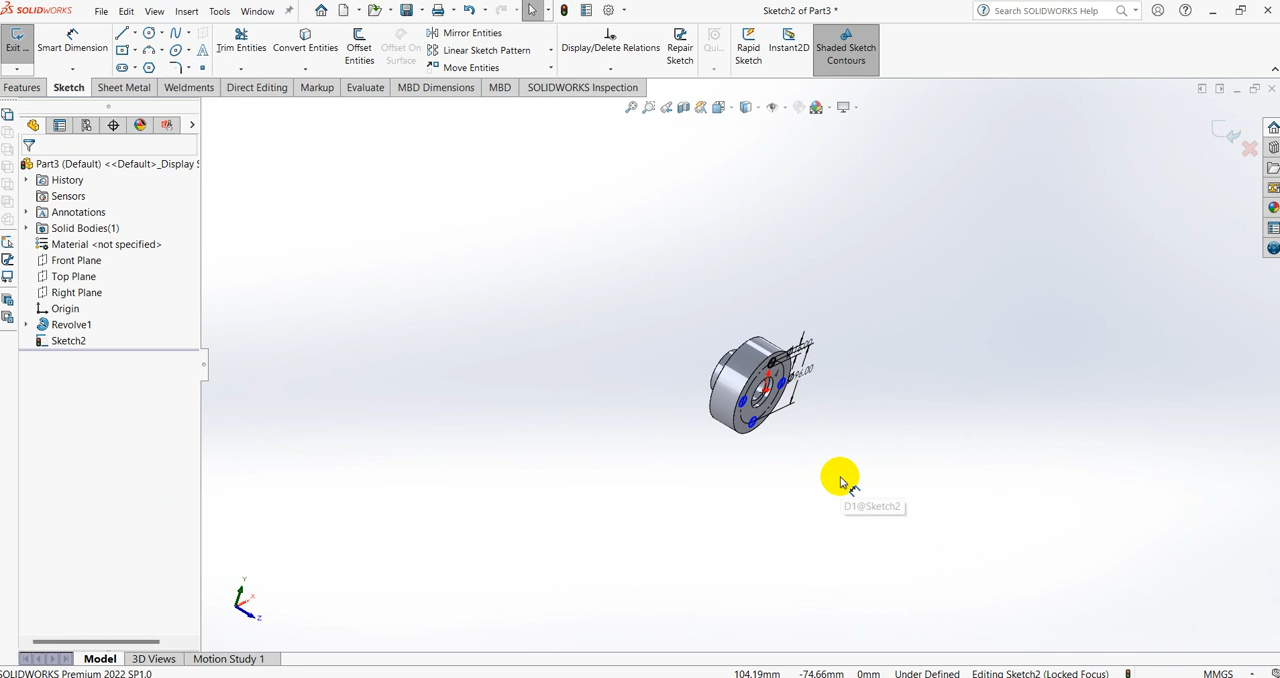 SOLIDWORKS File Edit View Insert Tools Window Sketch2 of Part3 * Search SOLIDWORKS Help
Exit ... Smart Dimension Trim Entities Convert Entities Offset Entities Offset On Surface Mirror Entities Linear Sketch Pattern Move Entities Display/Delete Relations Repair Sketch Qui... Rapid Sketch Instant2D Shaded Sketch Contours
Features Sketch Sheet Metal Weldments Direct Editing Markup Evaluate MBD Dimensions MBD SOLIDWORKS Inspection
Part3 (Default) <<Default>_Display S
History
Sensors
Annotations
Solid Bodies(1)
Material <not specified>
Front Plane
Top Plane
Right Plane
Origin
Revolve1
Sketch2
D1@Sketch2
Y
X
Z
Model 3D Views Motion Study 1
SOLIDWORKS Premium 2022 SP1.0 104.19mm -74.66mm 0mm Under Defined Editing Sketch2 (Locked Focus) MMGS